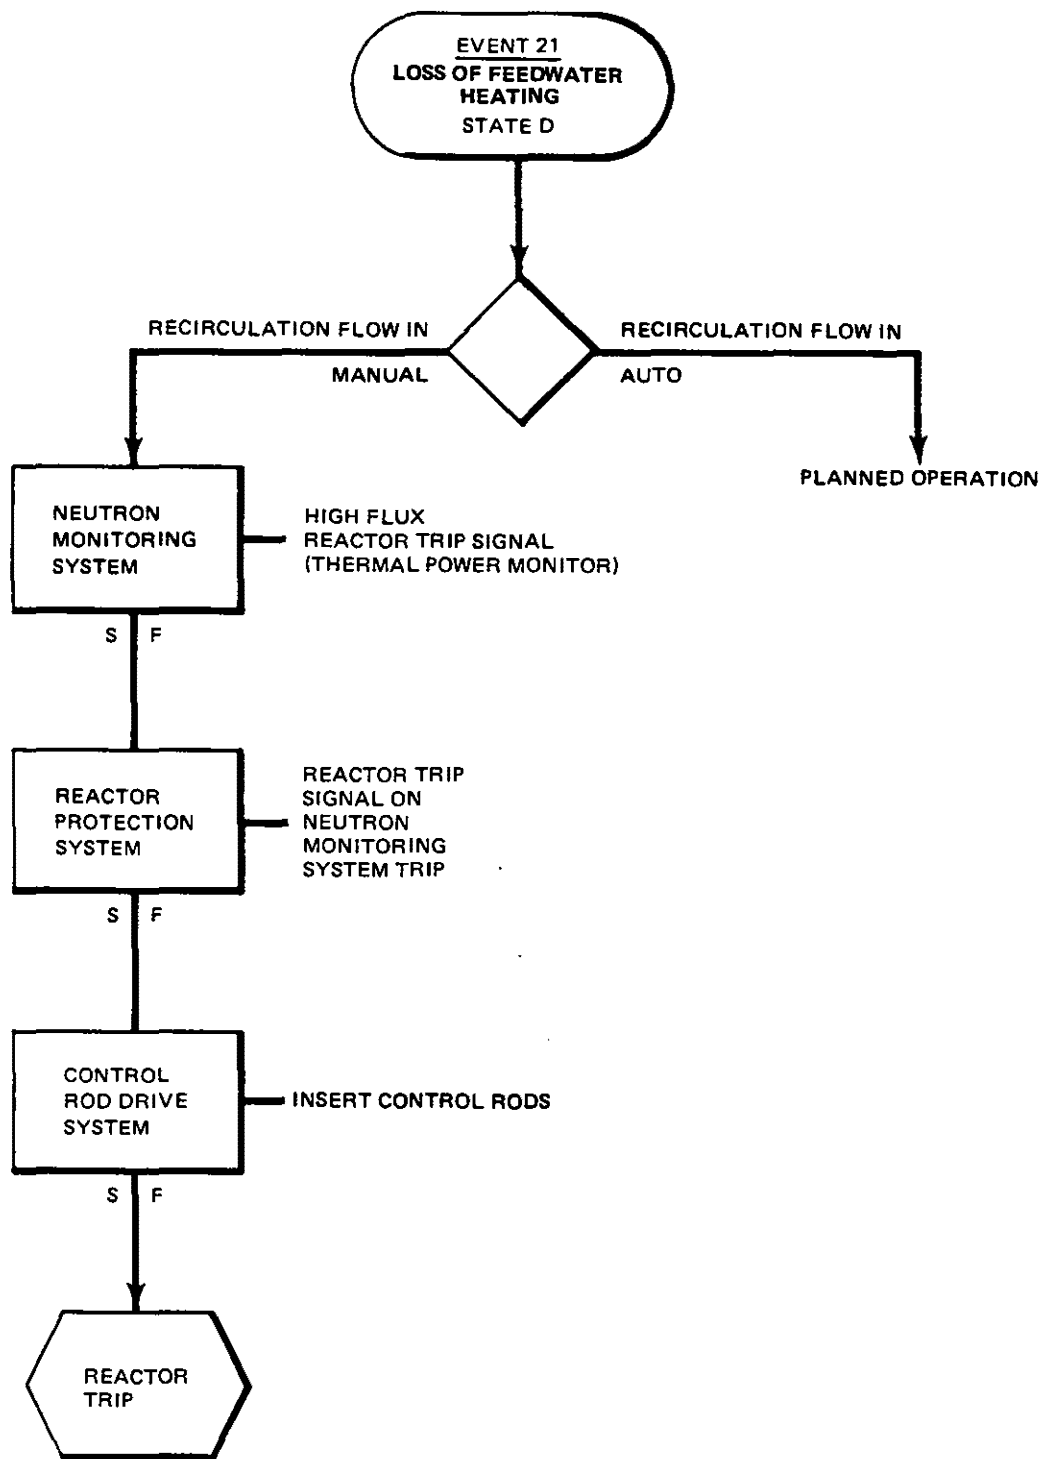 EVENT 21
LOSS OF FEEDWATER
HEATING
STATE D
RECIRCULATION FLOW IN
MANUAL
RECIRCULATION FLOW IN
AUTO
PLANNED OPERATION
NEUTRON
MONITORING
SYSTEM
HIGH FLUX
REACTOR TRIP SIGNAL
(THERMAL POWER MONITOR)
S F
REACTOR
PROTECTION
SYSTEM
REACTOR TRIP
SIGNAL ON
NEUTRON
MONITORING
SYSTEM TRIP
S F
CONTROL
ROD DRIVE
SYSTEM
INSERT CONTROL RODS
S F
REACTOR
TRIP